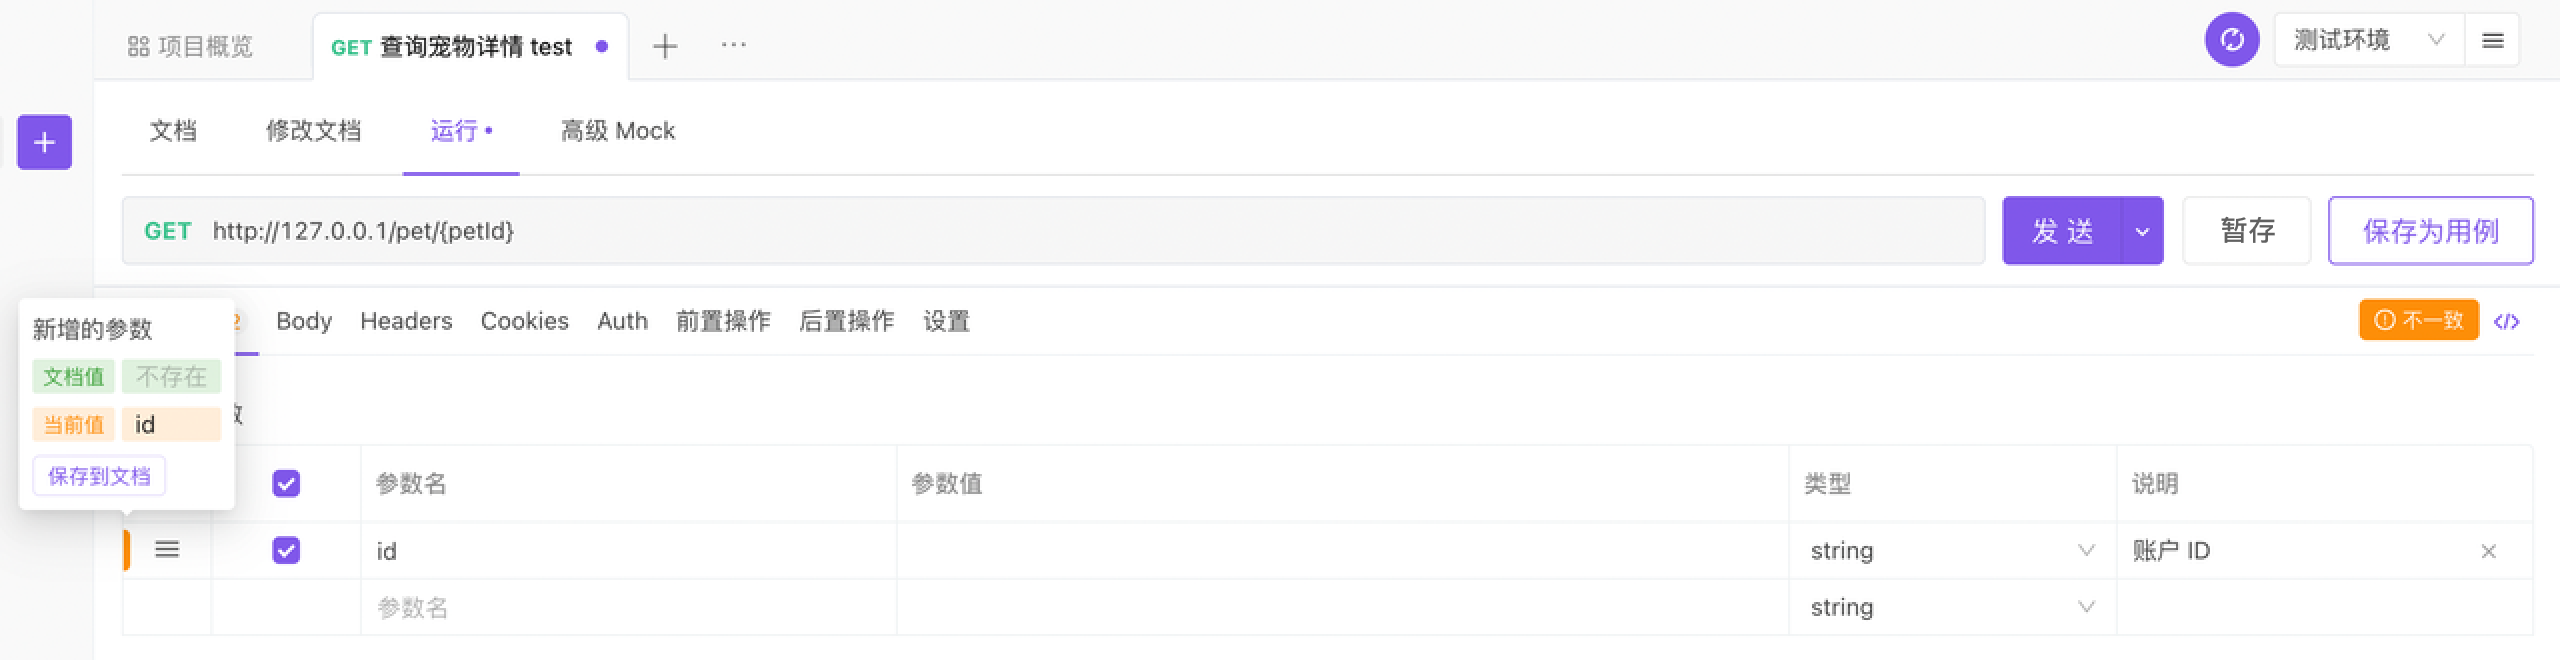 项目概览
GET 查询宠物详情 test
测试环境
文档
修改文档
运行
高级 Mock
GET http://127.0.0.1/pet/{petId}
发 送
暂存
保存为用例
2
Body
Headers
Cookies
Auth
前置操作
后置操作
设置
不一致
新增的参数
文档值 不存在
当前值 id
保存到文档
数
参数名
参数值
类型
说明
id
string
账户 ID
参数名
string